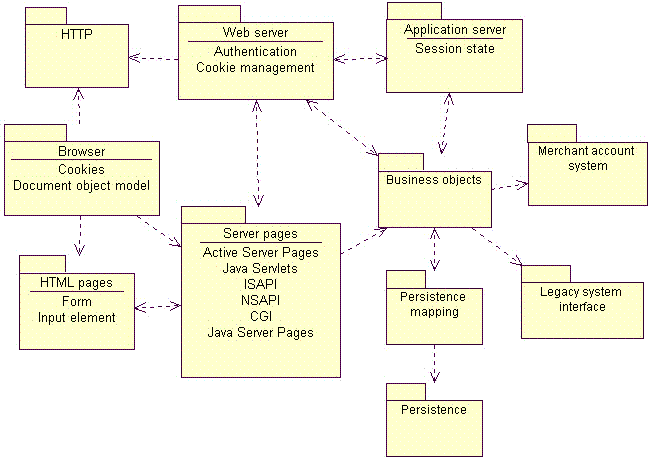 HTTP
Web server
Authentication
Cookie management
Application server
Session state
Browser
Cookies
Document object model
Business objects
Merchant account
system
Server pages
Active Server Pages
Java Servlets
ISAPI
NSAPI
CGI
Java Server Pages
HTML pages
Form
Input element
Persistence
mapping
Legacy system
interface
Persistence